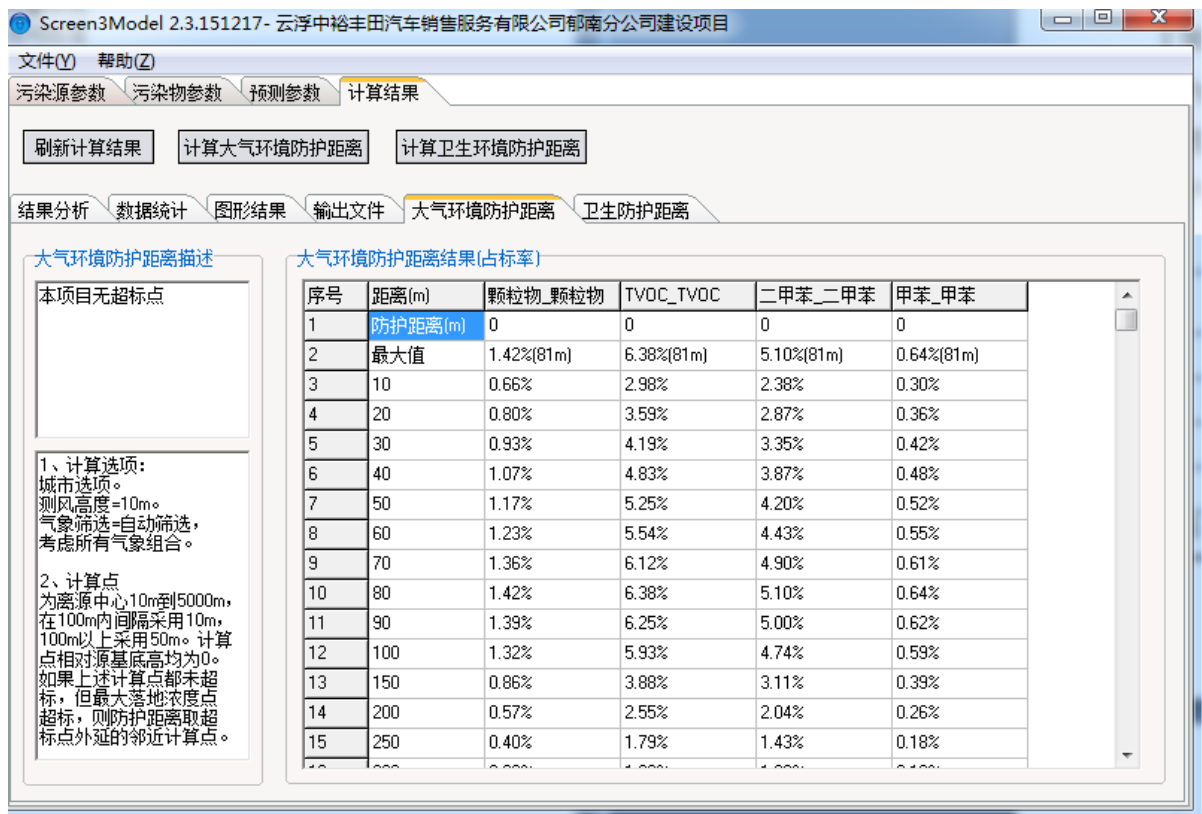 Screen3Model 2.3.151217- 云浮中裕丰田汽车销售服务有限公司郁南分公司建设项目
文件(Y) 帮助(Z)
污染源参数 污染物参数 预测参数 计算结果
刷新计算结果 计算大气环境防护距离 计算卫生环境防护距离
结果分析 数据统计 图形结果 输出文件 大气环境防护距离 卫生防护距离
大气环境防护距离描述
本项目无超标点
1、计算选项:
城市选项。
测风高度=10m。
气象筛选=自动筛选,
考虑所有气象组合。
2、计算点
为离源中心10m到5000m,
在100m内间隔采用10m,
100m以上采用50m。计算
点相对源基底高均为0。
如果上述计算点都未超
标,但最大落地浓度点
超标,则防护距离取超
标点外延的邻近计算点。
大气环境防护距离结果(占标率)
序号 距离(m) 颗粒物_颗粒物 TVOC_TVOC 二甲苯_二甲苯 甲苯_甲苯
1 防护距离(m) 0 0 0 0
2 最大值 1.42%(81m) 6.38%(81m) 5.10%(81m) 0.64%(81m)
3 10 0.66% 2.98% 2.38% 0.30%
4 20 0.80% 3.59% 2.87% 0.36%
5 30 0.93% 4.19% 3.35% 0.42%
6 40 1.07% 4.83% 3.87% 0.48%
7 50 1.17% 5.25% 4.20% 0.52%
8 60 1.23% 5.54% 4.43% 0.55%
9 70 1.36% 6.12% 4.90% 0.61%
10 80 1.42% 6.38% 5.10% 0.64%
11 90 1.39% 6.25% 5.00% 0.62%
12 100 1.32% 5.93% 4.74% 0.59%
13 150 0.86% 3.88% 3.11% 0.39%
14 200 0.57% 2.55% 2.04% 0.26%
15 250 0.40% 1.79% 1.43% 0.18%